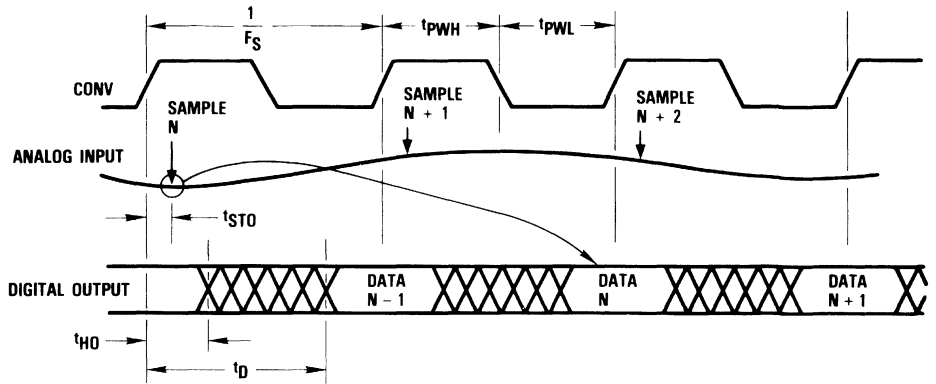 1
FS
tPWH
tPWL
CONV
SAMPLE
N
SAMPLE
N + 1
SAMPLE
N + 2
ANALOG INPUT
tSTO
DIGITAL OUTPUT
DATA
N - 1
DATA
N
DATA
N + 1
tHO
tD